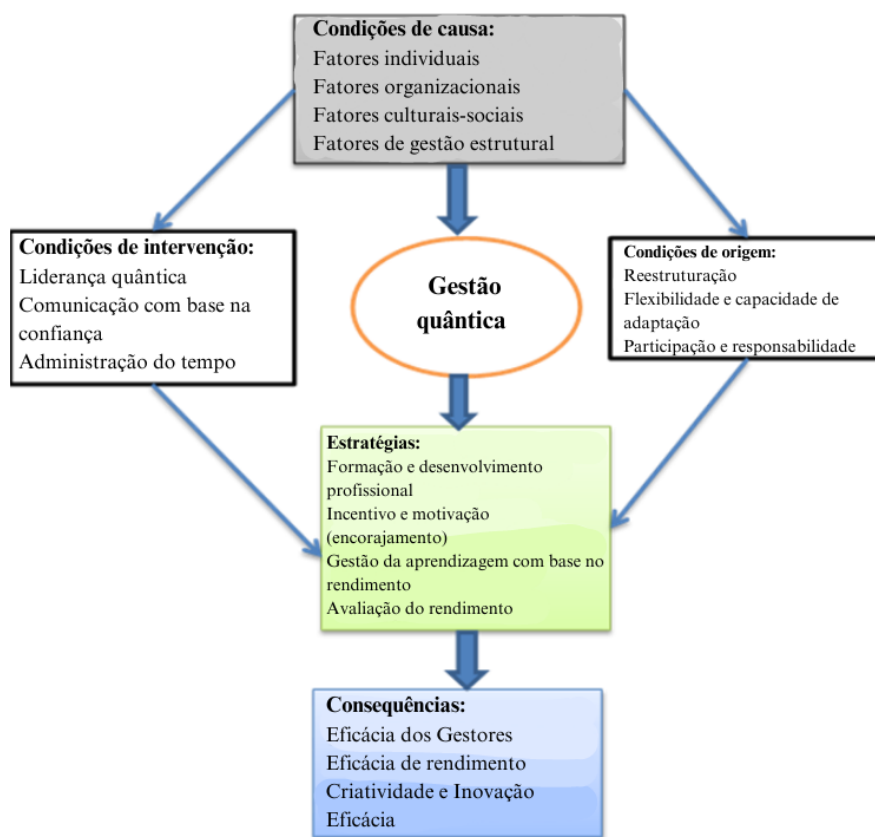 Condições de causa:
Fatores individuais
Fatores organizacionais
Fatores culturais-sociais
Fatores de gestão estrutural
Condições de intervenção:
Liderança quântica
Comunicação com base na
confiança
Administração do tempo
Gestão
quântica
Condições de origem:
Reestruturação
Flexibilidade e capacidade de
adaptação
Participação e responsabilidade
Estratégias:
Formação e desenvolvimento
profissional
Incentivo e motivação
(encorajamento)
Gestão da aprendizagem com base no
rendimento
Avaliação do rendimento
Consequências:
Eficácia dos Gestores
Eficácia de rendimento
Criatividade e Inovação
Eficácia